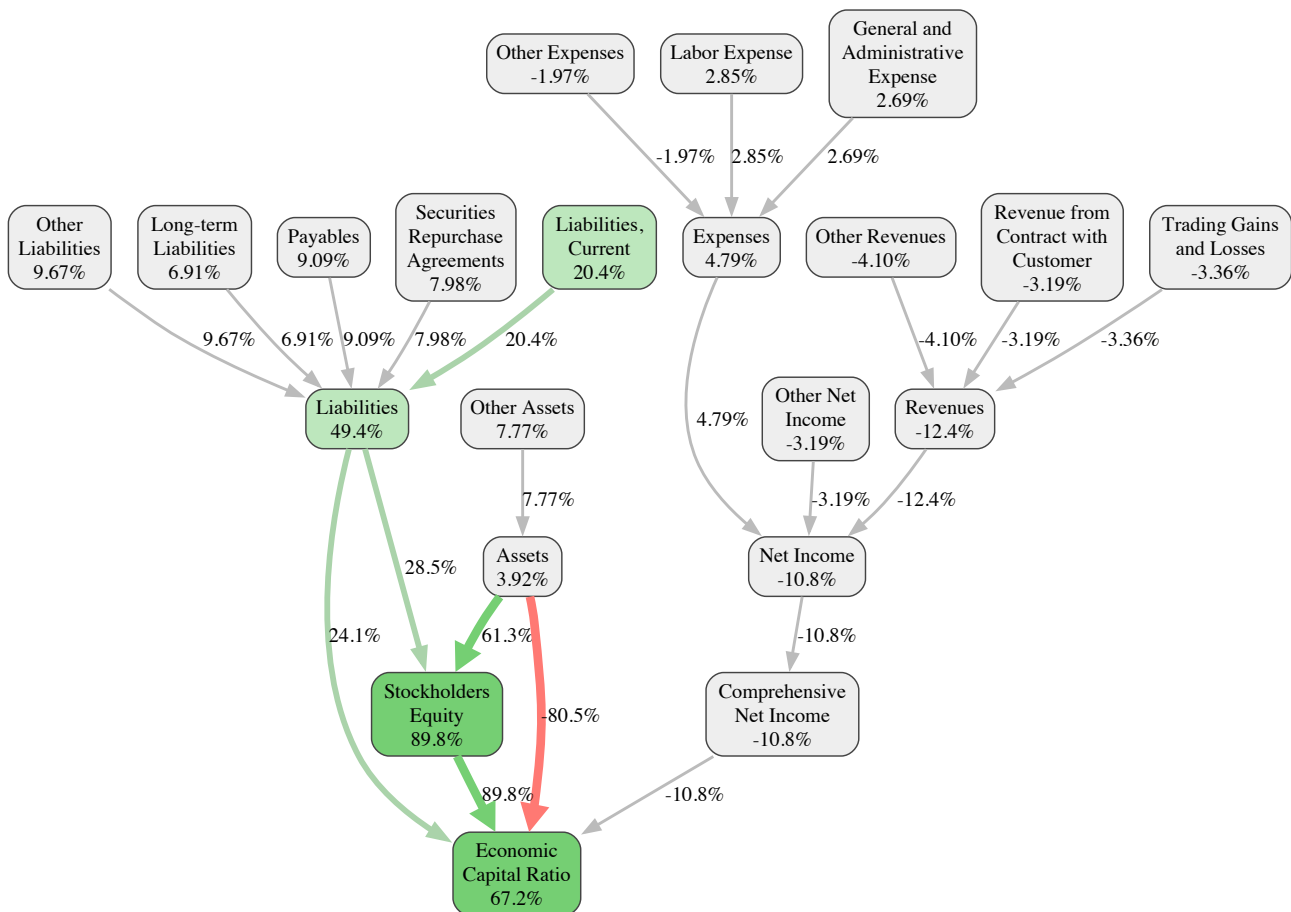 General and
Administrative
Expense
2.69%
Other Expenses
-1.97%
Labor Expense
2.85%
-1.97%
2.85%
2.69%
Other
Liabilities
9.67%
Long-term
Liabilities
6.91%
Payables
9.09%
Securities
Repurchase
Agreements
7.98%
Liabilities,
Current
20.4%
Expenses
4.79%
Other Revenues
-4.10%
Revenue from
Contract with
Customer
-3.19%
Trading Gains
and Losses
-3.36%
9.67%
6.91%
9.09%
7.98%
20.4%
-4.10%
-3.19%
-3.36%
Liabilities
49.4%
Other Assets
7.77%
4.79%
Other Net
Income
-3.19%
Revenues
-12.4%
7.77%
-3.19%
-12.4%
Assets
3.92%
Net Income
-10.8%
28.5%
24.1%
61.3%
-80.5%
-10.8%
Stockholders
Equity
89.8%
Comprehensive
Net Income
-10.8%
89.8%
-10.8%
Economic
Capital Ratio
67.2%